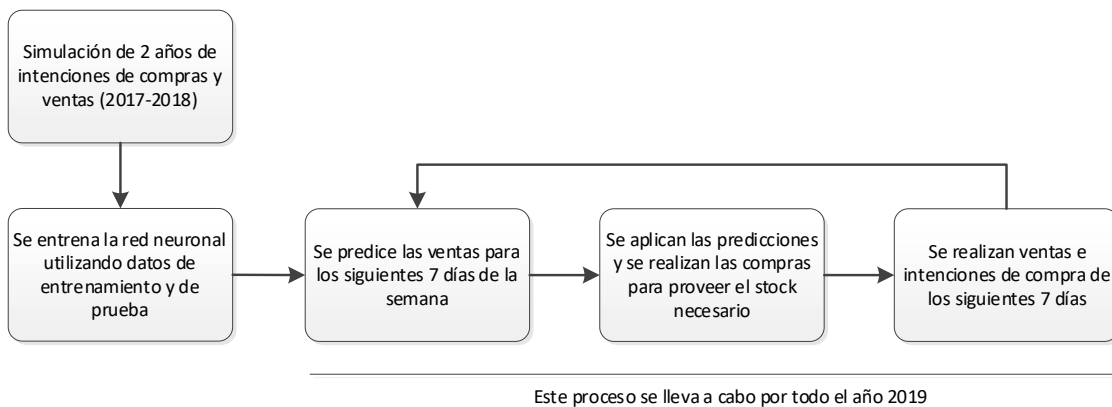 Simulación de 2 años de
intenciones de compras y
ventas (2017-2018)
Se entrena la red neuronal
utilizando datos de
entrenamiento y de
prueba
Se predice las ventas para
los siguientes 7 días de la
semana
Se aplican las predicciones
y se realizan las compras
para proveer el stock
necesario
Se realizan ventas e
intenciones de compra de
los siguientes 7 días
Este proceso se lleva a cabo por todo el año 2019